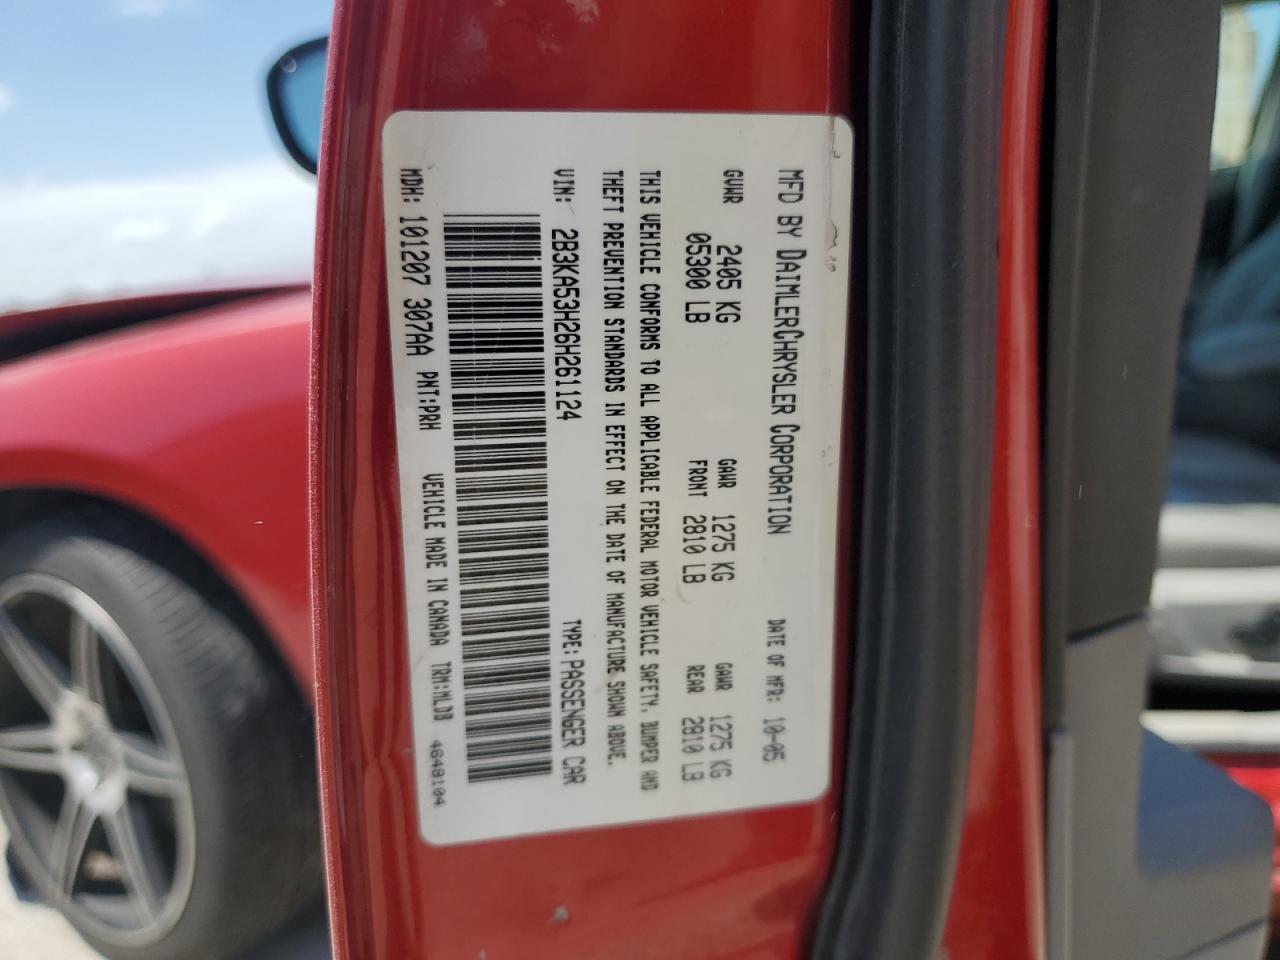 MFD BY DAIMLERCHRYSLER CORPORATION DATE OF MFR: 10-05
GVWR 2405 KG GAWR 1275 KG GAWR 1275 KG
05300 LB FRONT 2810 LB REAR 2810 LB
THIS VEHICLE CONFORMS TO ALL APPLICABLE FEDERAL MOTOR VEHICLE SAFETY, BUMPER AND
THEFT PREVENTION STANDARDS IN EFFECT ON THE DATE OF MANUFACTURE SHOWN ABOVE.
VIN: 2B3KA53H26H261124 TYPE: PASSENGER CAR
MDH: 101207 307AA PNT:PRH VEHICLE MADE IN CANADA TRM:MLDB 4648104